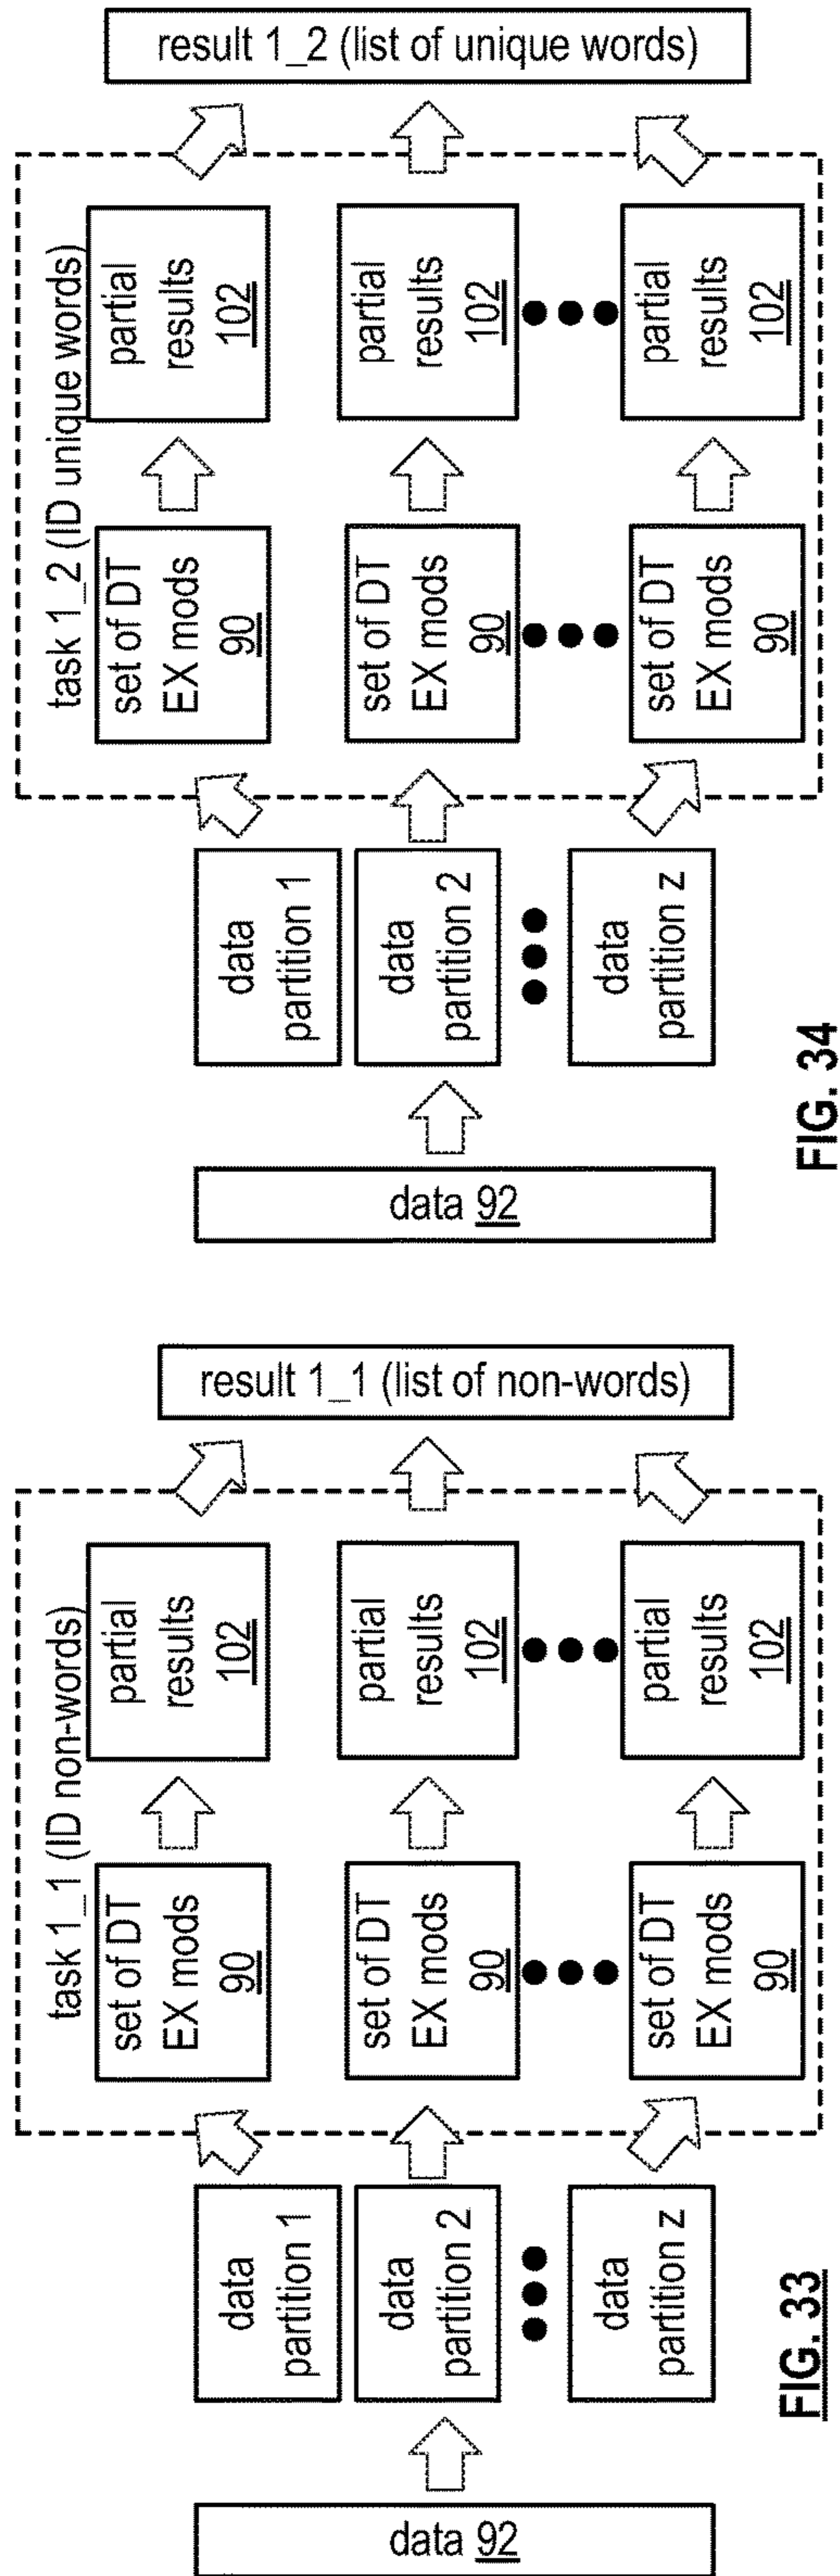 task 1_1 (ID non-words)
data 92
data
partition 1
data
partition 2
data
partition z
set of DT
EX mods
90
set of DT
EX mods
90
set of DT
EX mods
90
partial
results
102
partial
results
102
partial
results
102
result 1_1 (list of non-words)
FIG. 33
task 1_2 (ID unique words)
data 92
data
partition 1
data
partition 2
data
partition z
set of DT
EX mods
90
set of DT
EX mods
90
set of DT
EX mods
90
partial
results
102
partial
results
102
partial
results
102
result 1_2 (list of unique words)
FIG. 34